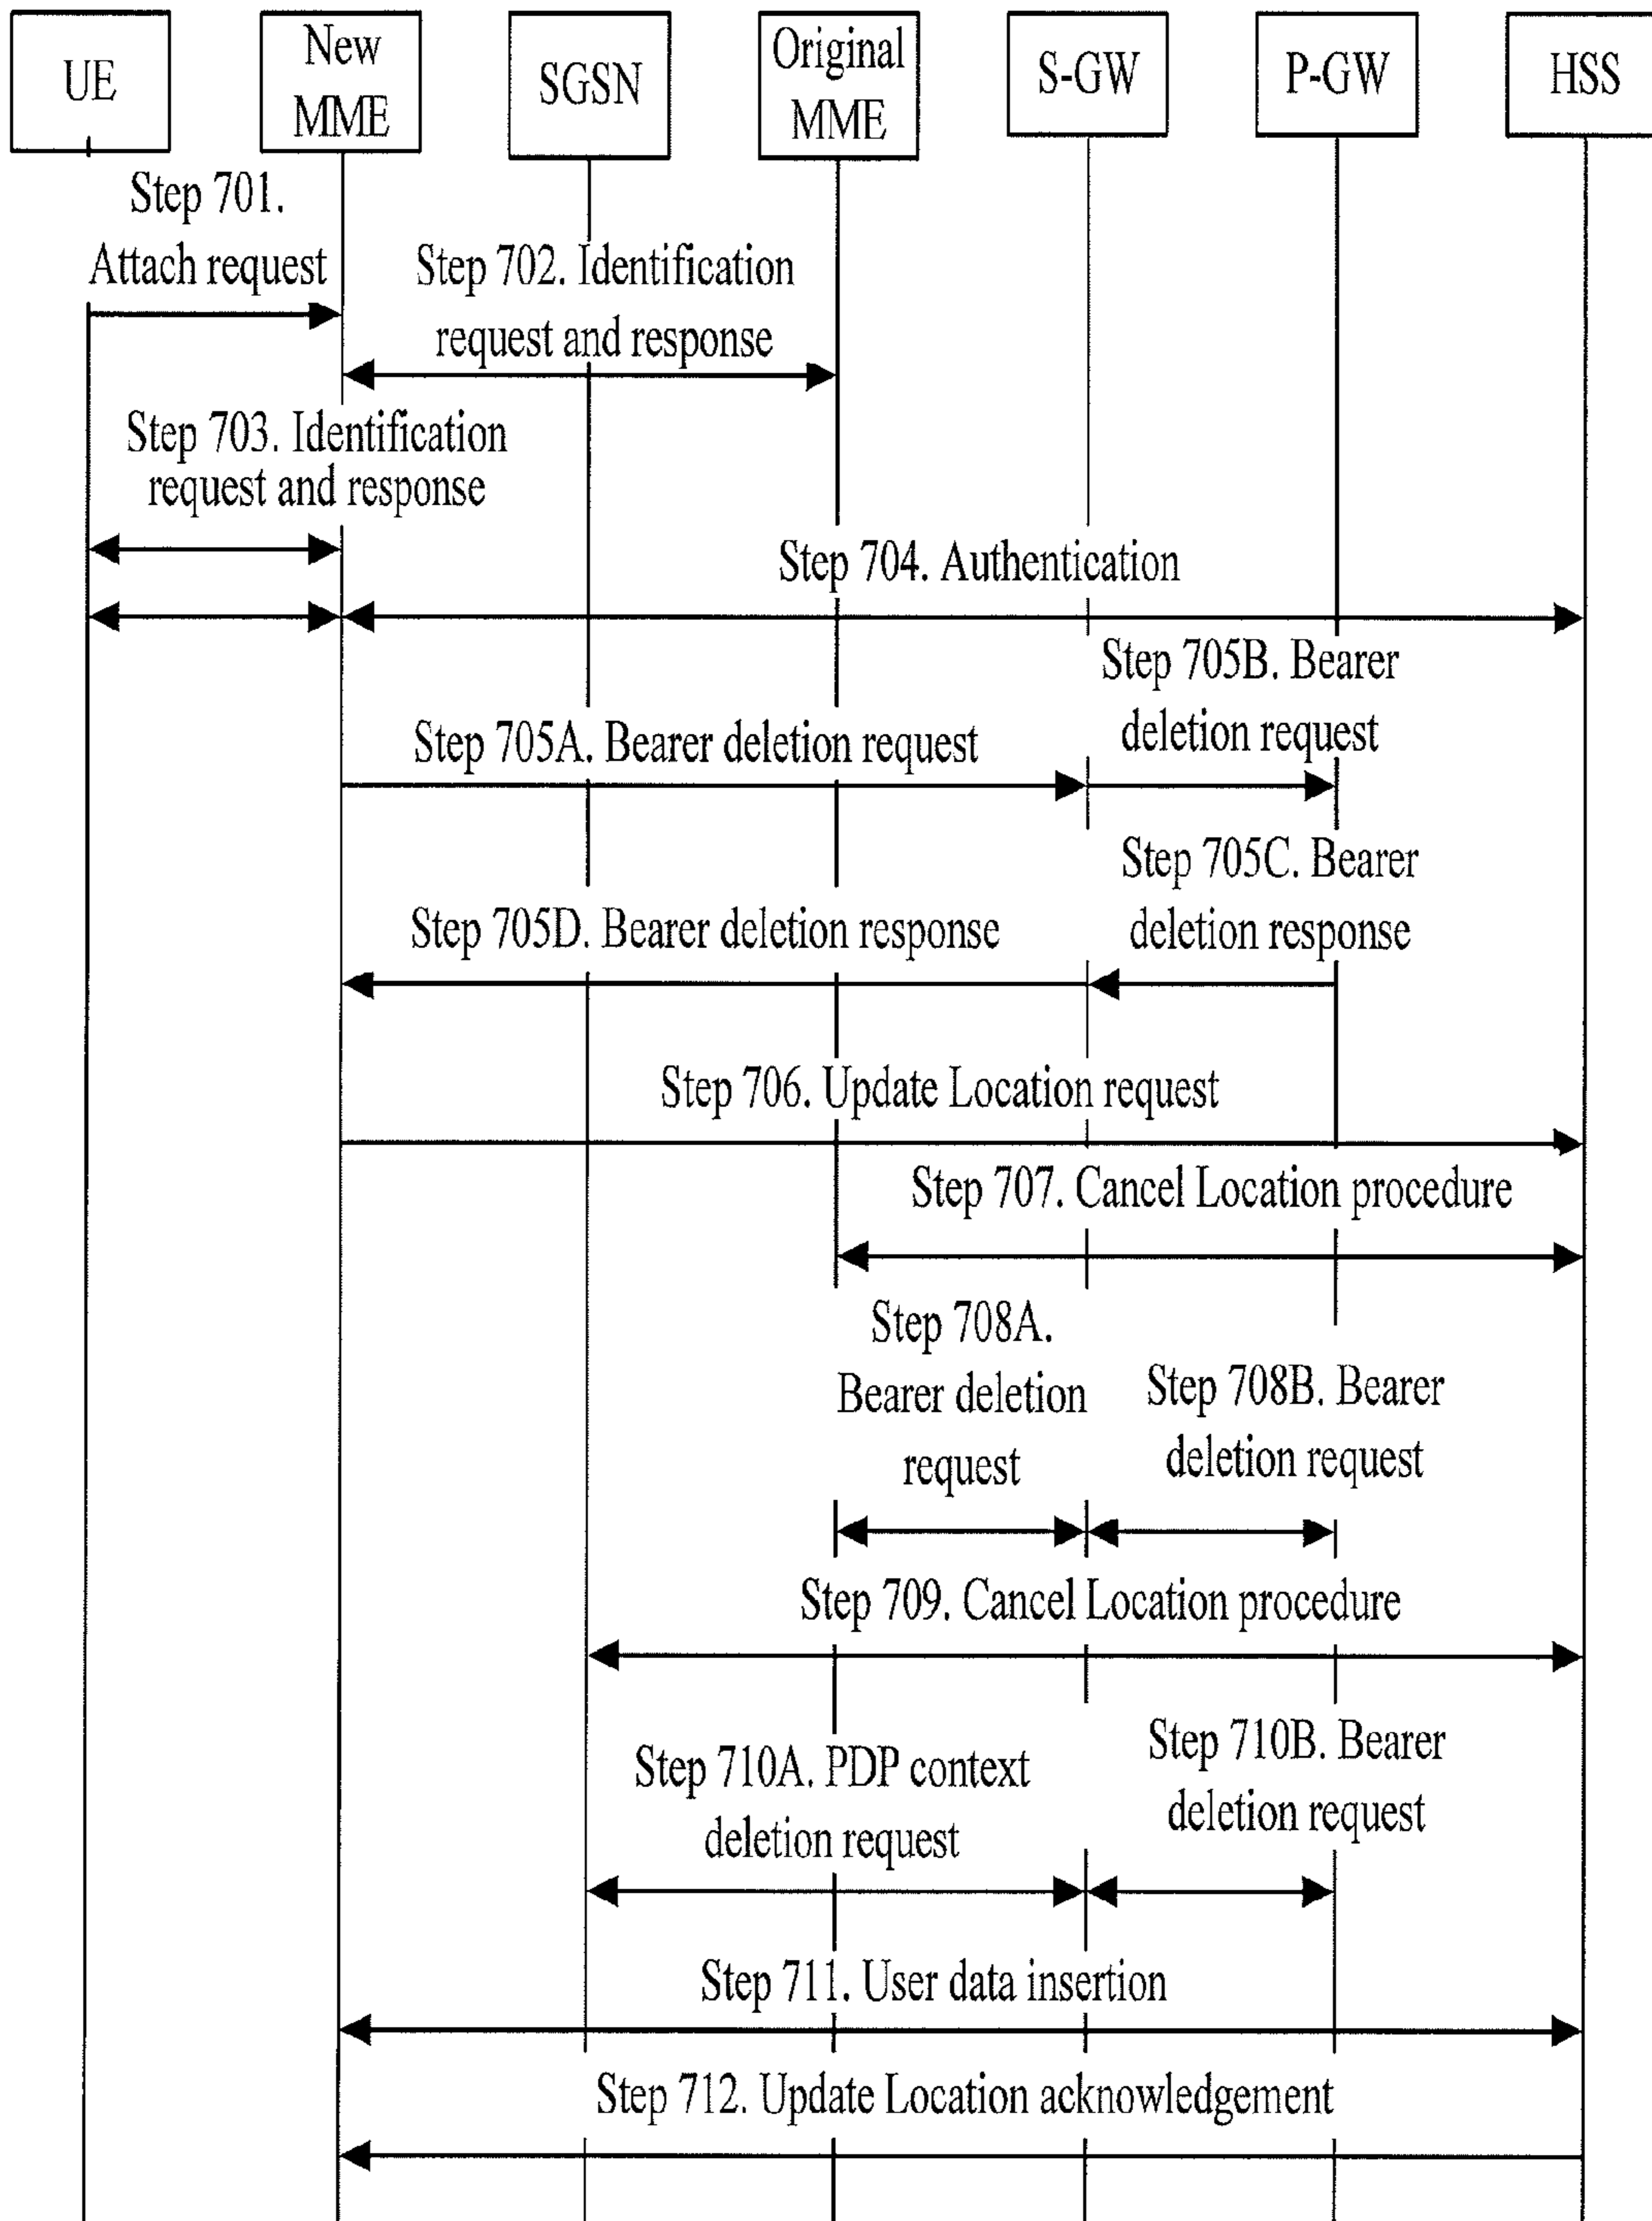 UE
New
MME
SGSN
Original
MME
S-GW
P-GW
HSS
Step 701.
Attach request
Step 702. Identification
request and response
Step 703. Identification
request and response
Step 704. Authentication
Step 705B. Bearer
deletion request
Step 705A. Bearer deletion request
Step 705C. Bearer
deletion response
Step 705D. Bearer deletion response
Step 706. Update Location request
Step 707. Cancel Location procedure
Step 708A.
Bearer deletion
request
Step 708B. Bearer
deletion request
Step 709. Cancel Location procedure
Step 710A. PDP context
deletion request
Step 710B. Bearer
deletion request
Step 711. User data insertion
Step 712. Update Location acknowledgement